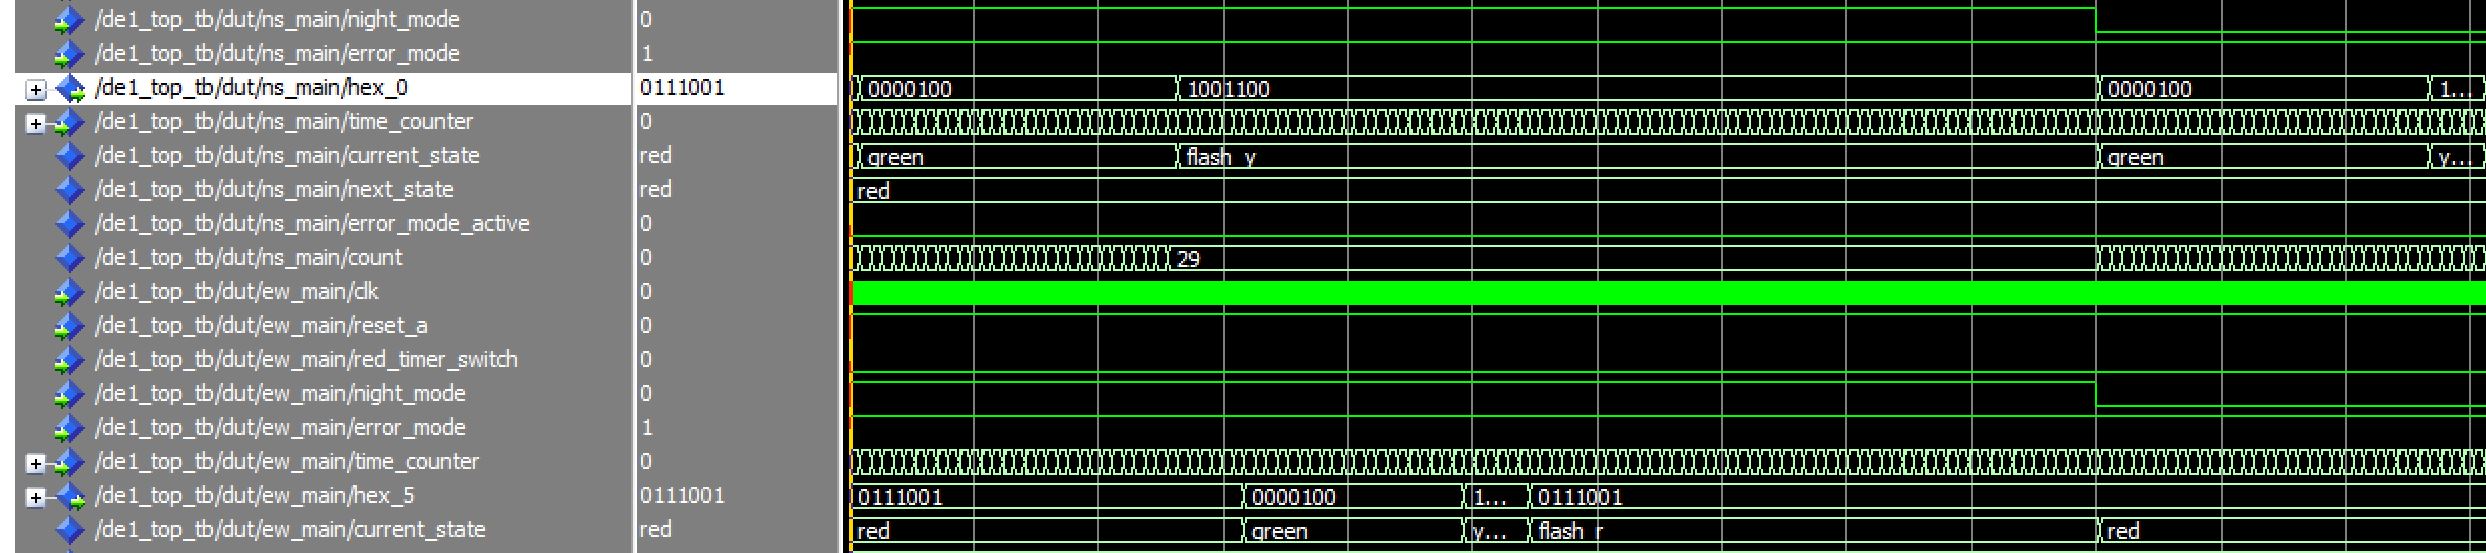 /de1_top_tb/dut/ns_main/night_mode 0
/de1_top_tb/dut/ns_main/error_mode 1
/de1_top_tb/dut/ns_main/hex_0 0111001 0000100 1001100 0000100 1...
/de1_top_tb/dut/ns_main/time_counter 0
/de1_top_tb/dut/ns_main/current_state red green flash_y green y...
/de1_top_tb/dut/ns_main/next_state red red
/de1_top_tb/dut/ns_main/error_mode_active 0
/de1_top_tb/dut/ns_main/count 0 29
/de1_top_tb/dut/ew_main/clk 0
/de1_top_tb/dut/ew_main/reset_a 0
/de1_top_tb/dut/ew_main/red_timer_switch 0
/de1_top_tb/dut/ew_main/night_mode 0
/de1_top_tb/dut/ew_main/error_mode 1
/de1_top_tb/dut/ew_main/time_counter 0
/de1_top_tb/dut/ew_main/hex_5 0111001 0111001 0000100 1... 0111001
/de1_top_tb/dut/ew_main/current_state red red green y... flash_r red